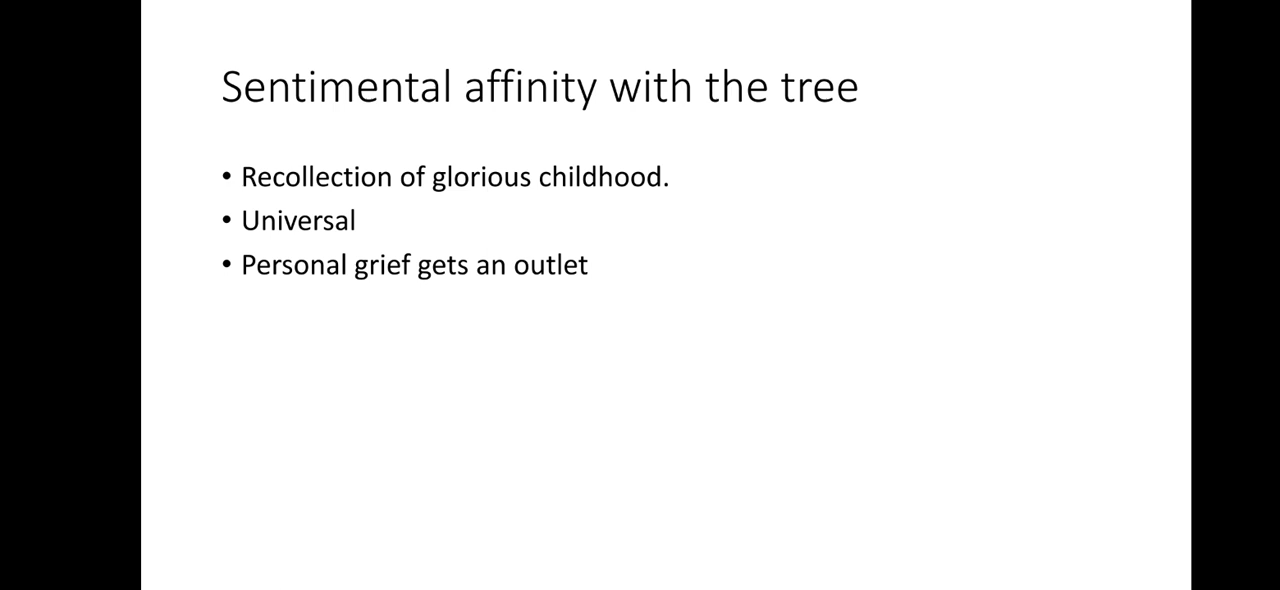 Sentimental affinity with the tree
• Recollection of glorious childhood.
• Universal
• Personal grief gets an outlet